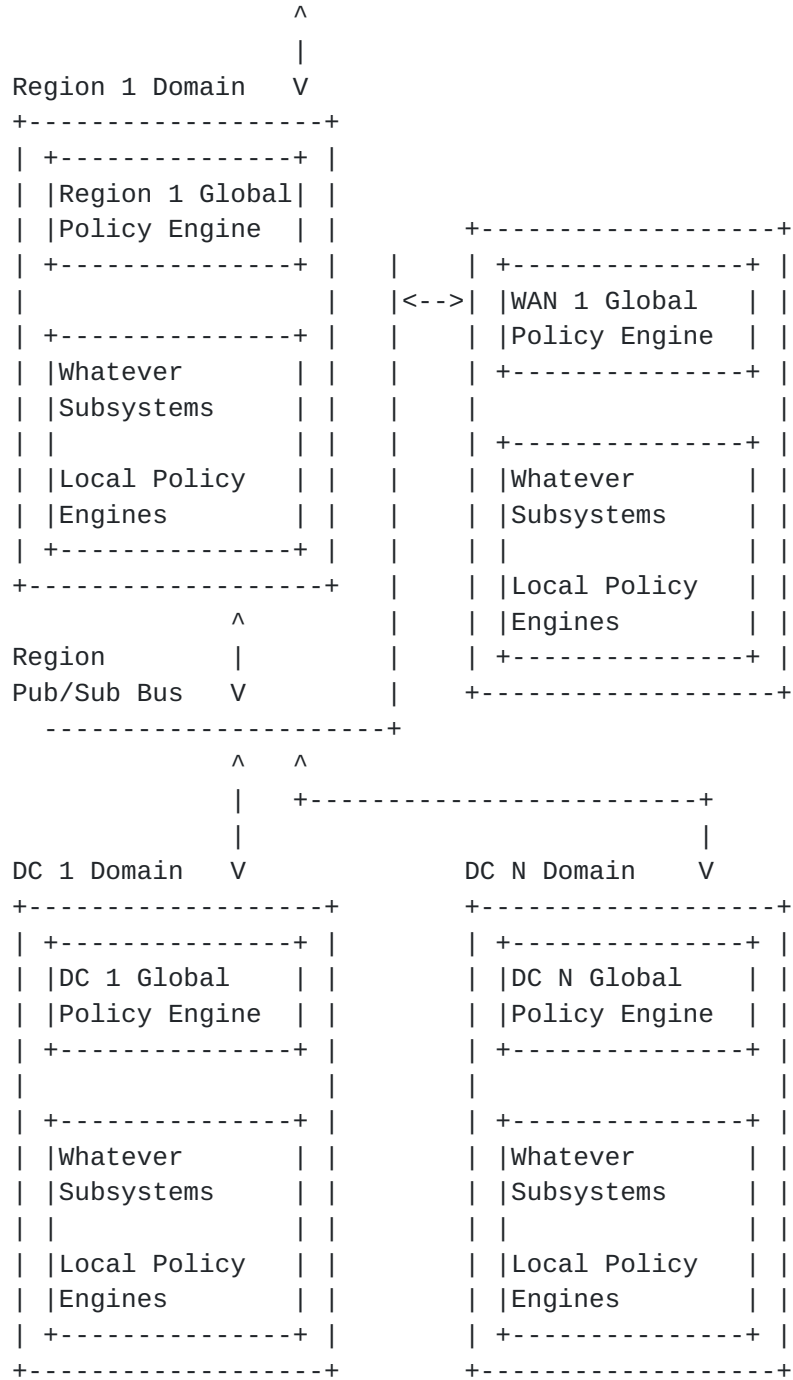 Region 1 Domain
Region 1 Global
Policy Engine
WAN 1 Global
Policy Engine
Whatever
Subsystems
Local Policy
Engines
Whatever
Subsystems
Local Policy
Engines
Region
Pub/Sub Bus
DC 1 Domain
DC N Domain
DC 1 Global
Policy Engine
DC N Global
Policy Engine
Whatever
Subsystems
Local Policy
Engines
Whatever
Subsystems
Local Policy
Engines